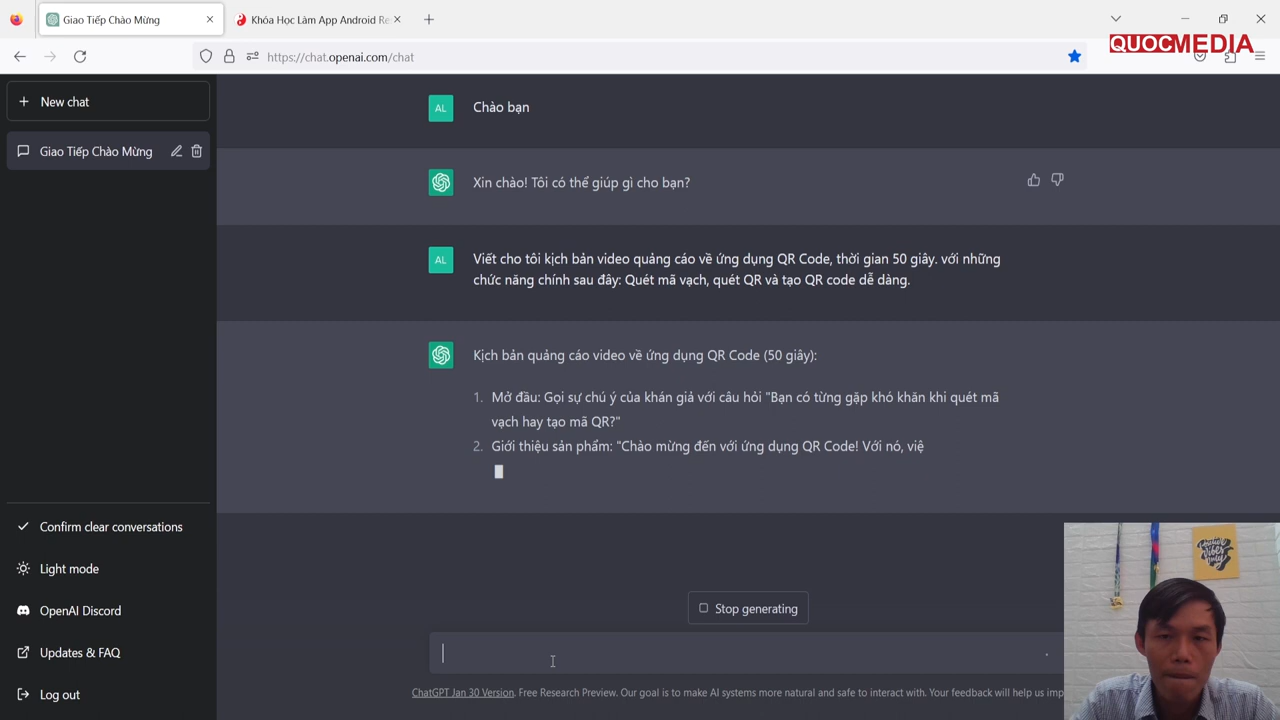 Giao Tiếp Chào Mừng
Khóa Học Làm App Android Re
https://chat.openai.com/chat
QUOCMEDIA
New chat
Giao Tiếp Chào Mừng
AL
Chào bạn
Xin chào! Tôi có thể giúp gì cho bạn?
AL
Viết cho tôi kịch bản video quảng cáo về ứng dụng QR Code, thời gian 50 giây. với những
chức năng chính sau đây: Quét mã vạch, quét QR và tạo QR code dễ dàng.
Kịch bản quảng cáo video về ứng dụng QR Code (50 giây):
1. Mở đầu: Gọi sự chú ý của khán giả với câu hỏi "Bạn có từng gặp khó khăn khi quét mã
vạch hay tạo mã QR?"
2. Giới thiệu sản phẩm: "Chào mừng đến với ứng dụng QR Code! Với nó, việ
Confirm clear conversations
Light mode
OpenAI Discord
Updates & FAQ
Log out
Stop generating
ChatGPT Jan 30 Version. Free Research Preview. Our goal is to make AI systems more natural and safe to interact with. Your feedback will help us imp